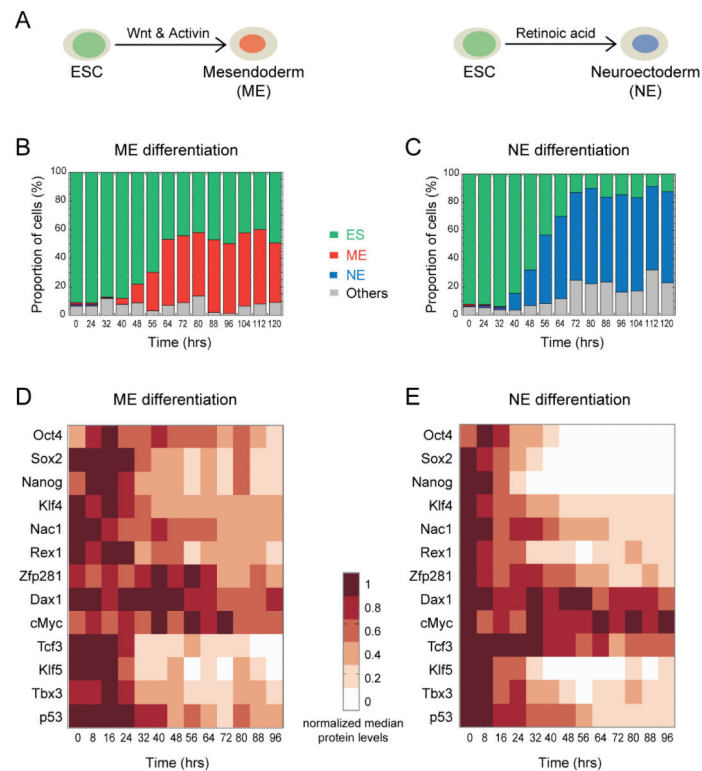 A
Wnt & Activin
ESC
Mesendoderm
(ME)
Retinoic acid
ESC
Neuroectoderm
(NE)
B
ME differentiation
Proportion of cells (%)
100
80
60
40
20
0
0 24 32 40 48 56 64 72 80 88 96 104 112 120
Time (hrs)
ES
ME
NE
Others
C
NE differentiation
Proportion of cells (%)
100
80
60
40
20
0
0 24 32 40 48 56 64 72 80 88 96 104 112 120
Time (hrs)
D
ME differentiation
Oct4
Sox2
Nanog
Klf4
Nac1
Rex1
Zfp281
Dax1
cMyc
Tcf3
Klf5
Tbx3
p53
0 8 16 24 32 40 48 56 64 72 80 88 96
Time (hrs)
1
0.8
0.6
0.4
0.2
0
normalized median
protein levels
E
NE differentiation
Oct4
Sox2
Nanog
Klf4
Nac1
Rex1
Zfp281
Dax1
cMyc
Tcf3
Klf5
Tbx3
p53
0 8 16 24 32 40 48 56 64 72 80 88 96
Time (hrs)